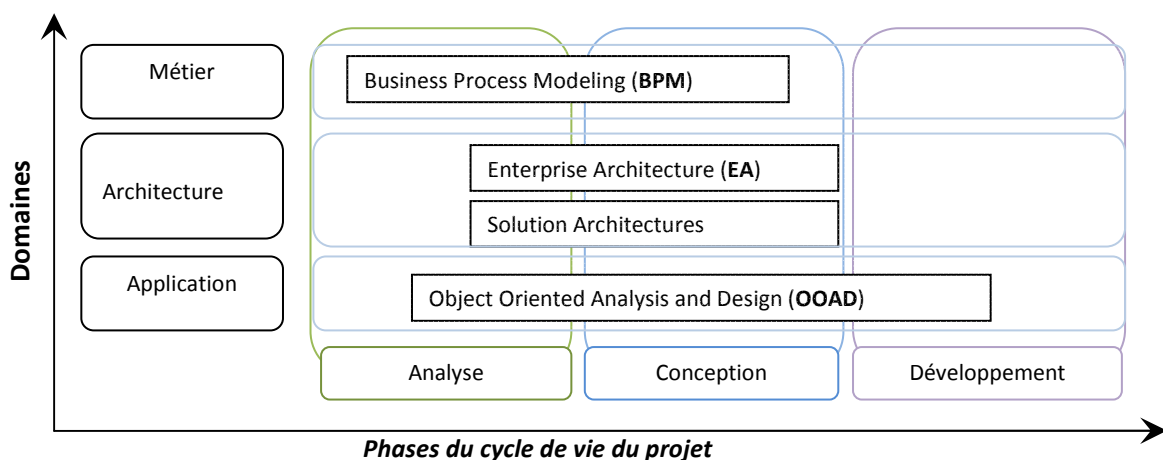 Domaines
Métier
Business Process Modeling (BPM)
Architecture
Enterprise Architecture (EA)
Solution Architectures
Application
Object Oriented Analysis and Design (OOAD)
Analyse
Conception
Développement
Phases du cycle de vie du projet